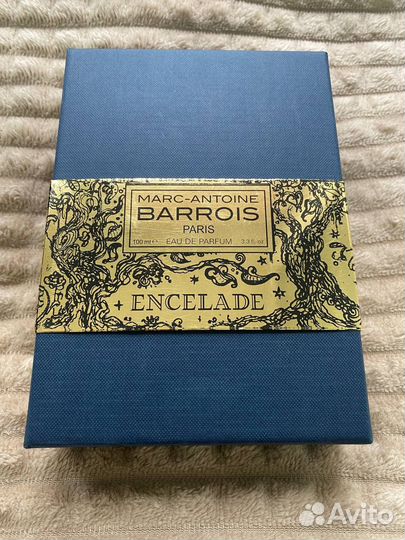 MARC-ANTOINE
BARROIS
PARIS
100 ml ℮ EAU DE PARFUM 3.3 fl. oz
ENCELADE
Avito